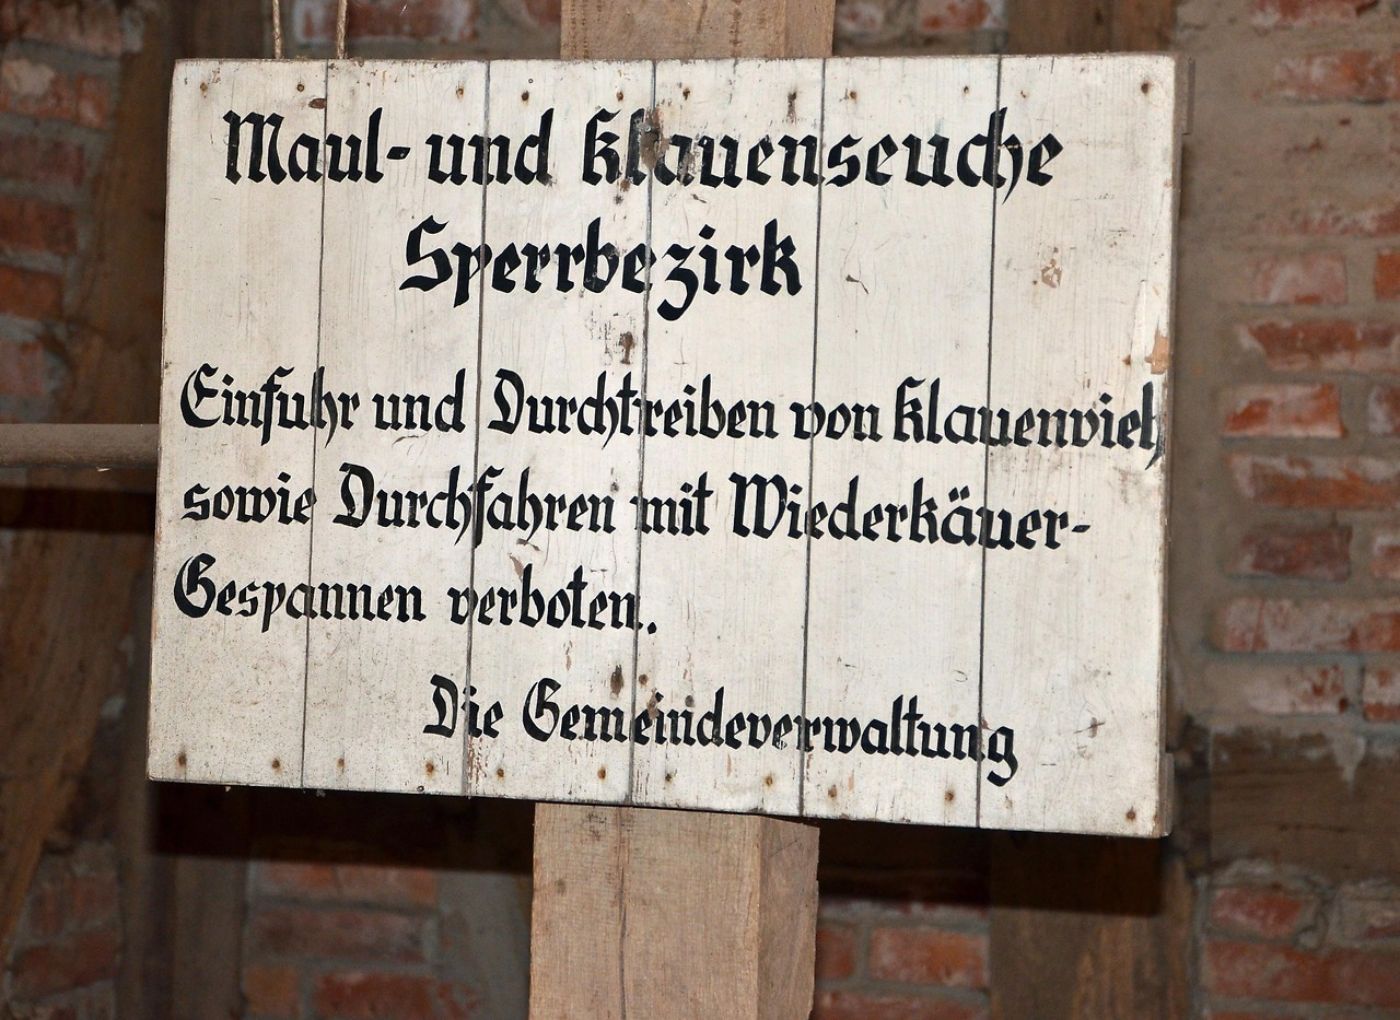 Maul- und Klauenseuche
Sperrbezirk
Einfuhr und Durchtreiben von Klauenvieh
sowie Durchfahren mit Wiederkäuer-
Gespannen verboten.
Die Gemeindeverwaltung